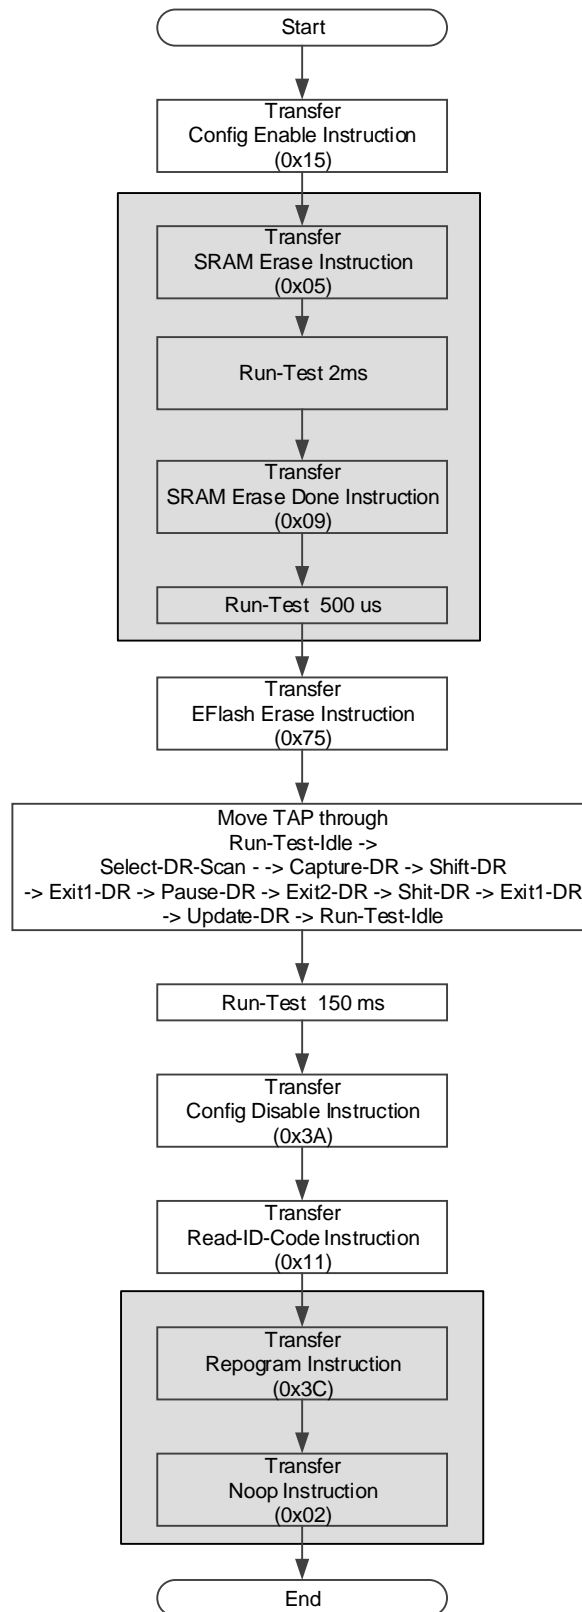 Start
Transfer
Config Enable Instruction
(0x15)
Transfer
SRAM Erase Instruction
(0x05)
Run-Test 2ms
Transfer
SRAM Erase Done Instruction
(0x09)
Run-Test 500 us
Transfer
EFlash Erase Instruction
(0x75)
Move TAP through
Run-Test-Idle ->
Select-DR-Scan - -> Capture-DR -> Shift-DR
-> Exit1-DR -> Pause-DR -> Exit2-DR -> Shit-DR -> Exit1-DR
-> Update-DR -> Run-Test-Idle
Run-Test 150 ms
Transfer
Config Disable Instruction
(0x3A)
Transfer
Read-ID-Code Instruction
(0x11)
Transfer
Repogram Instruction
(0x3C)
Transfer
Noop Instruction
(0x02)
End